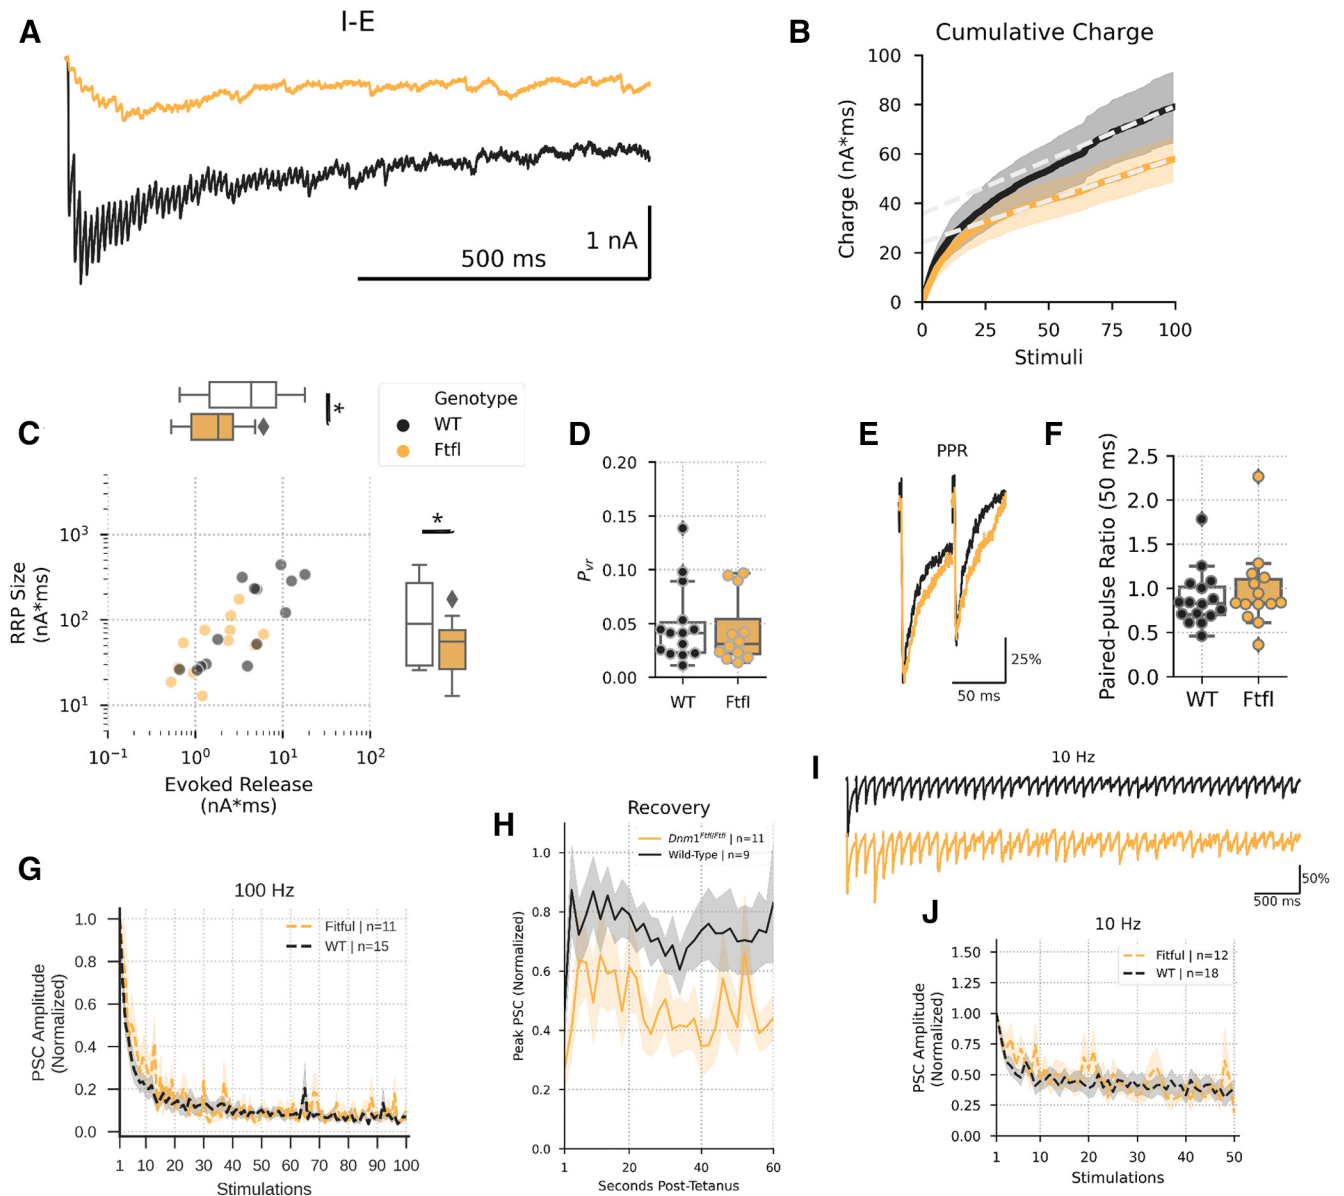 A
I-E
1 nA
500 ms
B
Cumulative Charge
Charge (nA*ms)
100
80
60
40
20
0
0 25 50 75 100
Stimuli
C
*
Genotype
WT
Ftfl
*
RRP Size
(nA*ms)
10³
10²
10¹
10⁻¹ 10⁰ 10¹ 10²
Evoked Release
(nA*ms)
D
Pvr
0.20
0.15
0.10
0.05
0.00
WT Ftfl
E
PPR
25%
50 ms
F
Paired-pulse Ratio (50 ms)
2.5
2.0
1.5
1.0
0.5
0.0
WT Ftfl
G
100 Hz
Fitful | n=11
WT | n=15
PSC Amplitude
(Normalized)
1.0
0.8
0.6
0.4
0.2
0.0
1 10 20 30 40 50 60 70 80 90 100
Stimulations
H
Recovery
Dnm1Ftfl/Ftfl | n=11
Wild-Type | n=9
Peak PSC (Normalized)
1.0
0.8
0.6
0.4
0.2
0.0
1 20 40 60
Seconds Post-Tetanus
I
10 Hz
50%
500 ms
J
10 Hz
Fitful | n=12
WT | n=18
PSC Amplitude
(Normalized)
1.50
1.25
1.00
0.75
0.50
0.25
0.00
1 10 20 30 40 50
Stimulations